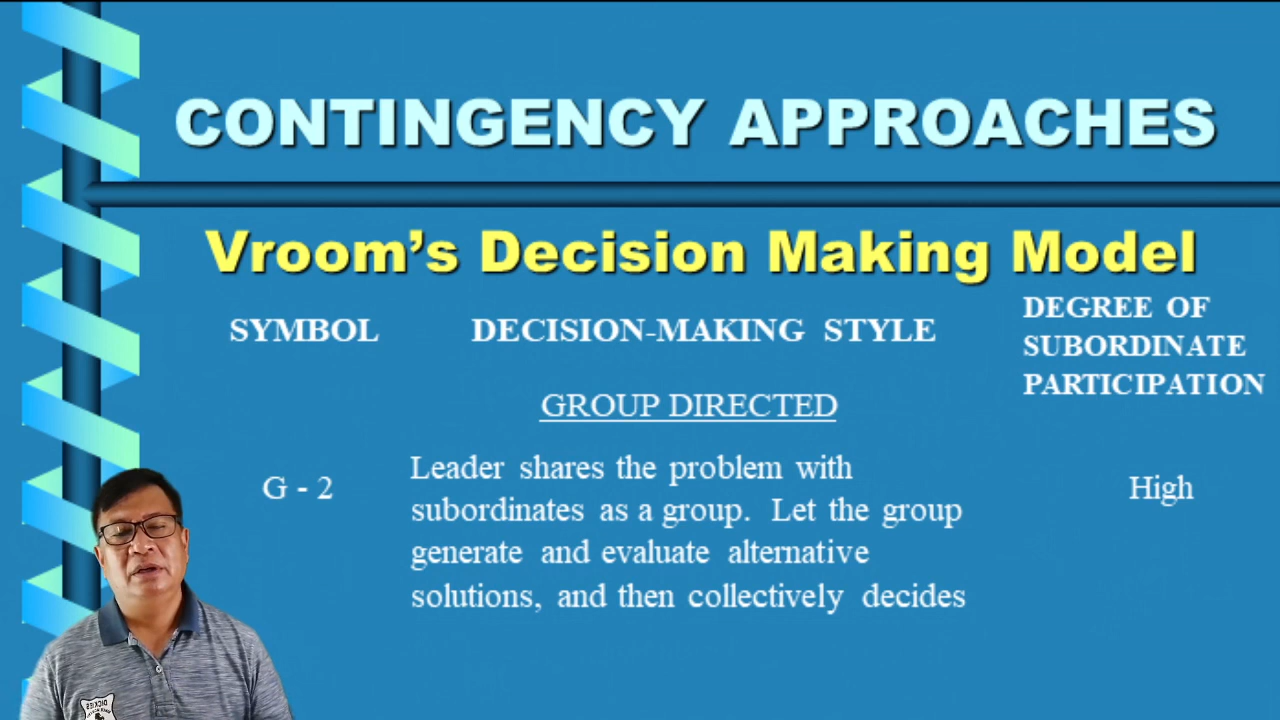 CONTINGENCY APPROACHES
Vroom’s Decision Making Model
SYMBOL
DECISION-MAKING STYLE
DEGREE OF
SUBORDINATE
PARTICIPATION
GROUP DIRECTED
G - 2
Leader shares the problem with
subordinates as a group. Let the group
generate and evaluate alternative
solutions, and then collectively decides
High
DICKIES